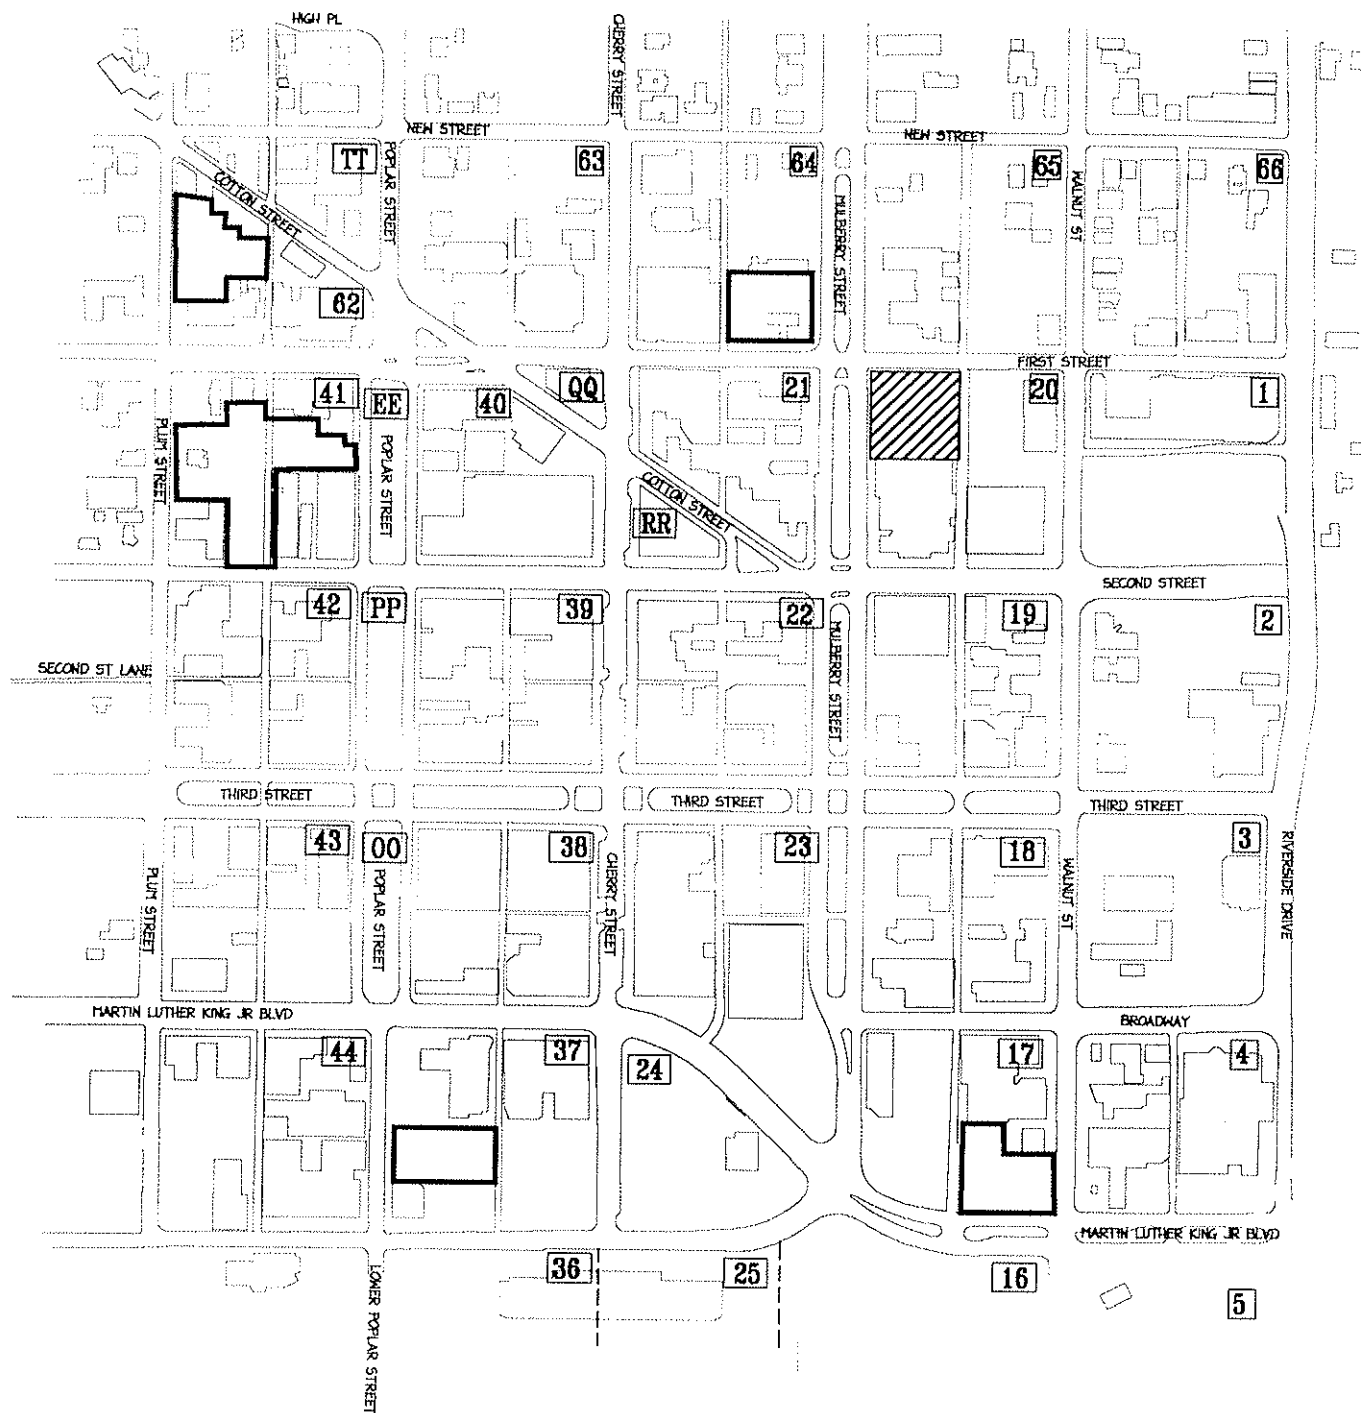 HIGH PL
CHERRY STREET
NEW STREET
NEW STREET
TT
POPLAR STREET
63
64
65
66
COTTON STREET
MULBERRY STREET
WALNUT ST
62
FIRST STREET
41
EE
40
QQ
21
20
1
PLUM STREET
POPLAR STREET
COTTON STREET
RR
SECOND STREET
42
PP
39
22
19
2
MULBERRY STREET
SECOND ST LANE
THIRD STREET
THIRD STREET
THIRD STREET
43
OO
38
23
18
3
PLUM STREET
POPLAR STREET
CHERRY STREET
WALNUT ST
RIVERSIDE DRIVE
MARTIN LUTHER KING JR BLVD
BROADWAY
44
37
24
17
4
MARTIN LUTHER KING JR BLVD
36
25
16
5
LOWER POPLAR STREET